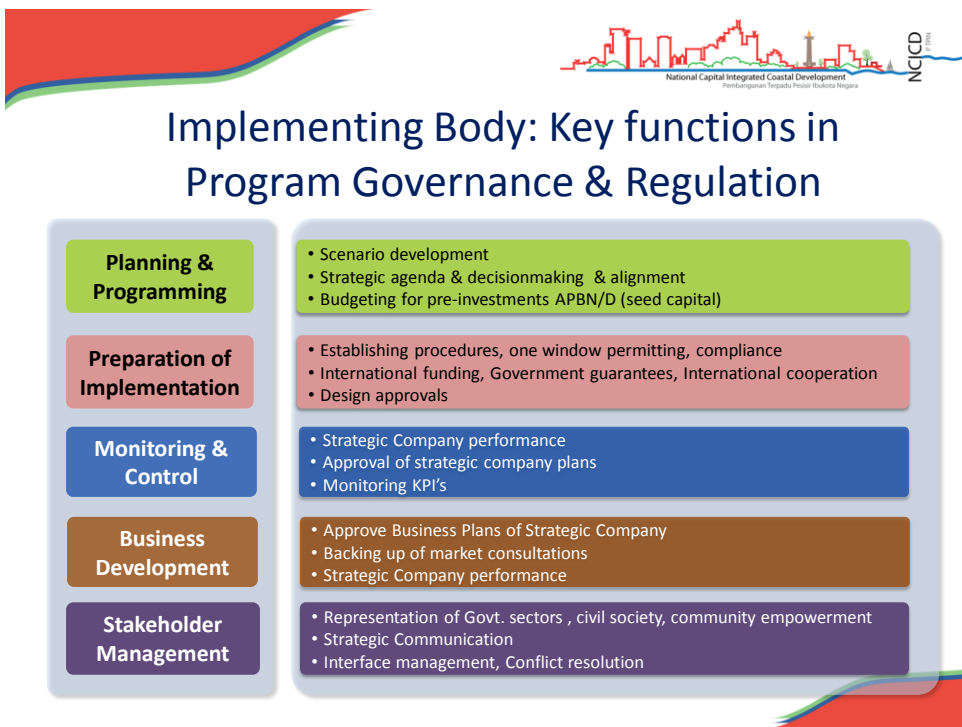 National Capital Integrated Coastal Development
Pembangunan Terpadu Pesisir Ibukota Negara
NCICD
PTPIN
Implementing Body: Key functions in
Program Governance & Regulation
Planning &
Programming
• Scenario development
• Strategic agenda & decisionmaking & alignment
• Budgeting for pre-investments APBN/D (seed capital)
Preparation of
Implementation
• Establishing procedures, one window permitting, compliance
• International funding, Government guarantees, International cooperation
• Design approvals
Monitoring &
Control
• Strategic Company performance
• Approval of strategic company plans
• Monitoring KPI's
Business
Development
• Approve Business Plans of Strategic Company
• Backing up of market consultations
• Strategic Company performance
Stakeholder
Management
• Representation of Govt. sectors , civil society, community empowerment
• Strategic Communication
• Interface management, Conflict resolution